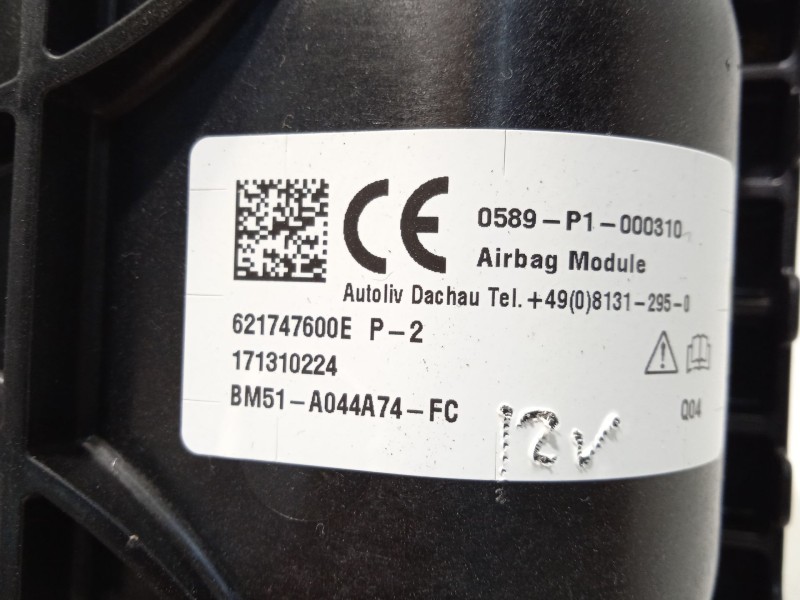 CE 0589-P1-000310
Airbag Module
Autoliv Dachau Tel. +49(0)8131-295-0
621747600E P-2
171310224
BM51-A044A74-FC
Q04
12V